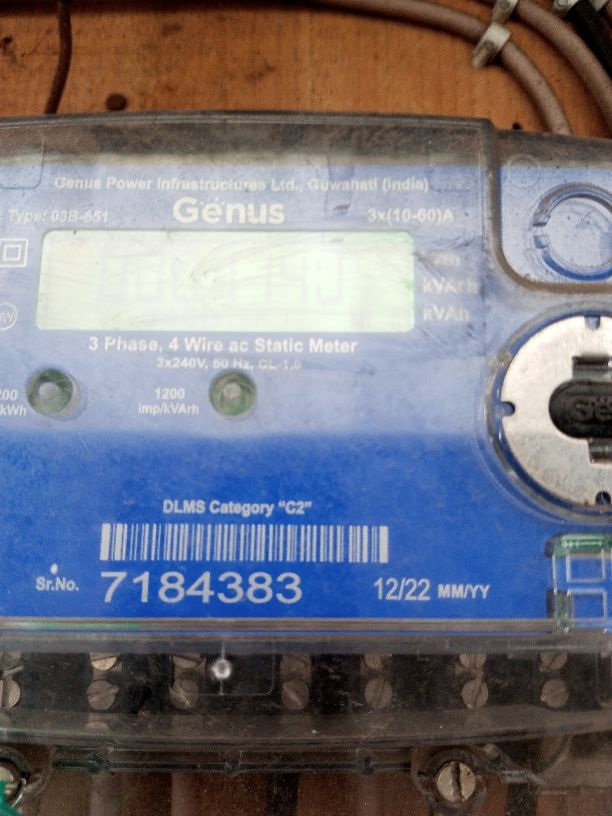 Genus Power Infrastructures Ltd., Guwahati (India)
Type: 03B-651 Genus 3x(10-60)A
kVArh
kVAh
3 Phase, 4 Wire ac Static Meter
3x240V, 50 Hz, CL-1.0
1200
imp/kVArh
DLMS Category "C2"
Sr.No. 7184383 12/22 MM/YY